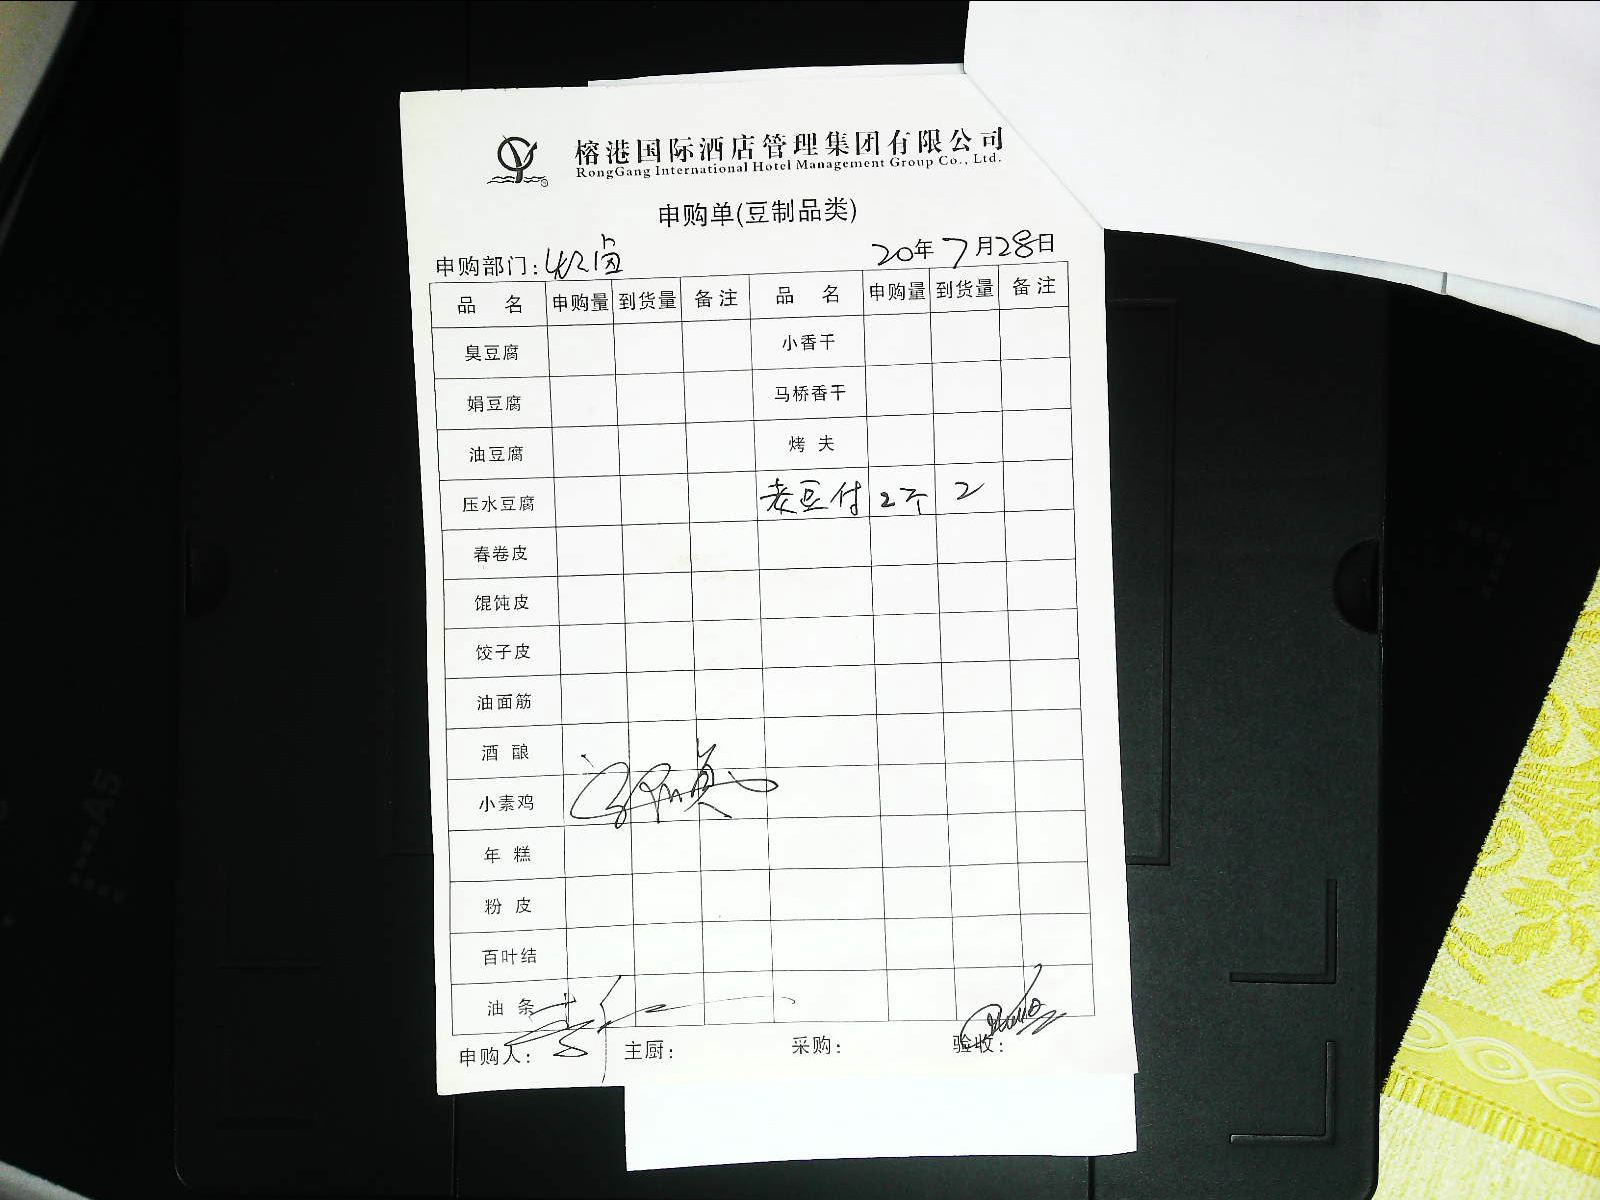 榕港国际酒店管理集团有限公司
RongGang International Hotel Management Group Co., Ltd.
申购单(豆制品类)
申购部门: 20年7月28日
品名 申购量 到货量 备注 品名 申购量 到货量 备注
臭豆腐 小香干
娟豆腐 马桥香干
油豆腐 烤夫
压水豆腐 老豆付 2个 2
春卷皮
馄饨皮
饺子皮
油面筋
酒酿
小素鸡
年糕
粉皮
百叶结
油条
申购人: 主厨: 采购: 验收: